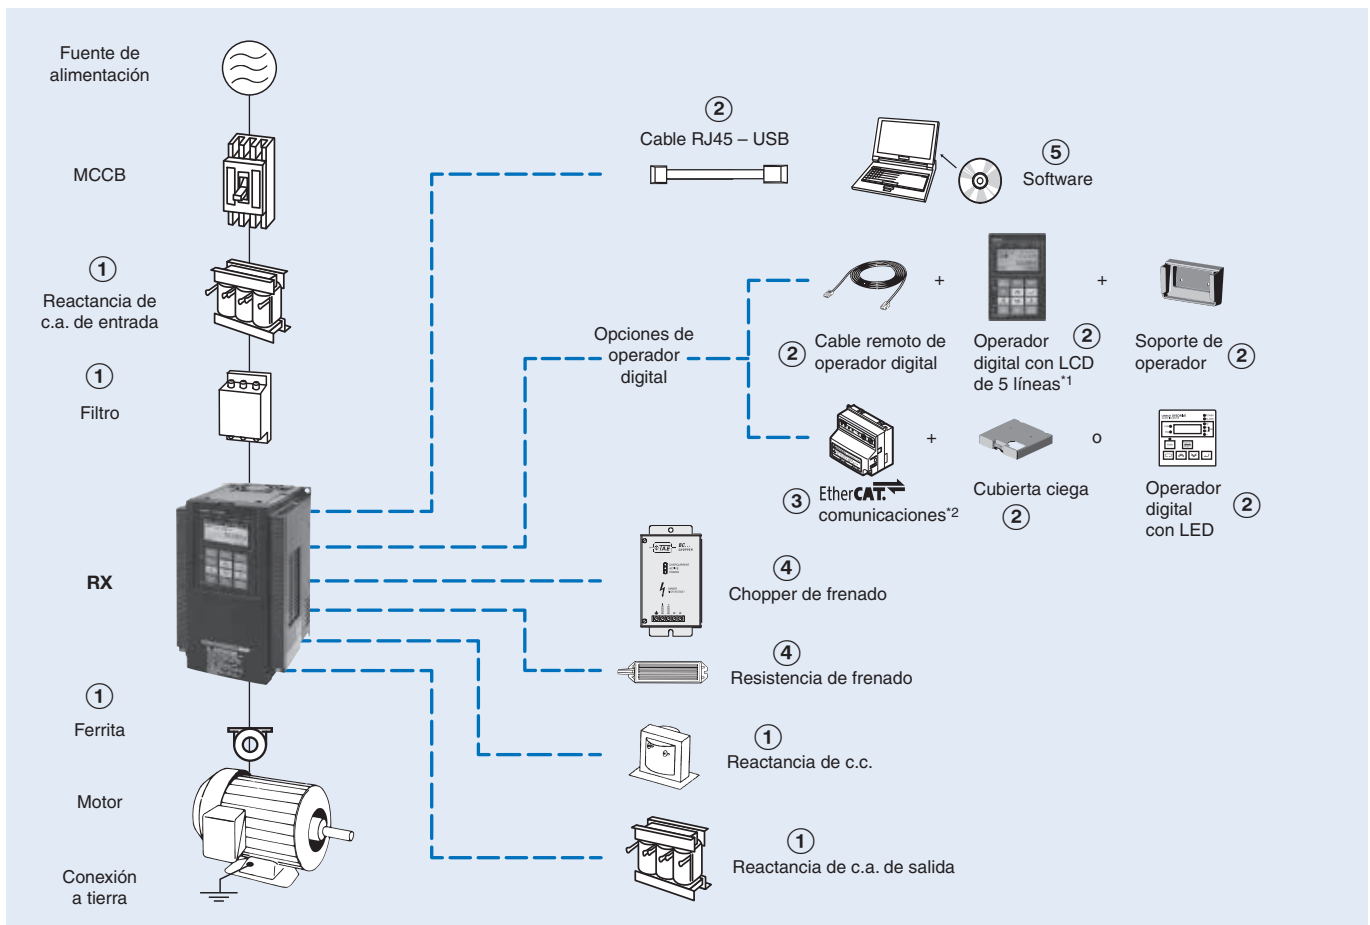 Fuente de
alimentación
MCCB
1
Reactancia de
c.a. de entrada
1
Filtro
RX
1
Ferrita
Motor
Conexión
a tierra
2
Cable RJ45 – USB
5
Software
Opciones de
operador
digital
+
+
2
Cable remoto de
operador digital
Operador
digital con LCD
de 5 líneas*1
2
Soporte de
operador
2
+
o
3
EtherCAT.
comunicaciones*2
Cubierta ciega
2
Operador
digital
con LED
2
4
Chopper de frenado
4
Resistencia de frenado
1
Reactancia de c.c.
1
Reactancia de c.a. de salida